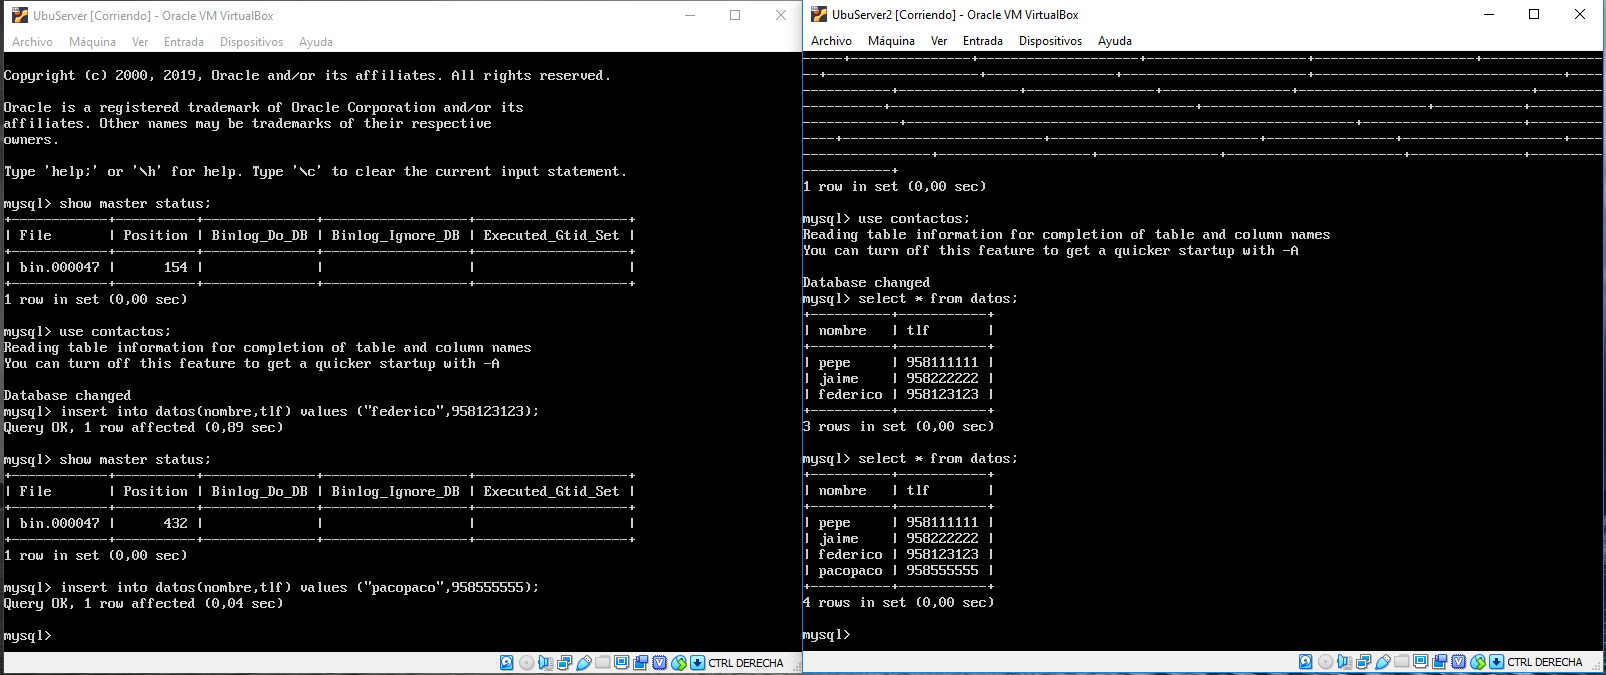 UbuServer [Corriendo] - Oracle VM VirtualBox
Archivo Máquina Ver Entrada Dispositivos Ayuda
Copyright (c) 2000, 2019, Oracle and/or its affiliates. All rights reserved.
Oracle is a registered trademark of Oracle Corporation and/or its
affiliates. Other names may be trademarks of their respective
owners.
Type 'help;' or '\h' for help. Type '\c' to clear the current input statement.
mysql> show master status;
+------------+----------+--------------+------------------+-------------------+
| File       | Position | Binlog_Do_DB | Binlog_Ignore_DB | Executed_Gtid_Set |
+------------+----------+--------------+------------------+-------------------+
| bin.000047 |      154 |              |                  |                   |
+------------+----------+--------------+------------------+-------------------+
1 row in set (0,00 sec)
mysql> use contactos;
Reading table information for completion of table and column names
You can turn off this feature to get a quicker startup with -A
Database changed
mysql> insert into datos(nombre,tlf) values ("federico",958123123);
Query OK, 1 row affected (0,89 sec)
mysql> show master status;
+------------+----------+--------------+------------------+-------------------+
| File       | Position | Binlog_Do_DB | Binlog_Ignore_DB | Executed_Gtid_Set |
+------------+----------+--------------+------------------+-------------------+
| bin.000047 |      432 |              |                  |                   |
+------------+----------+--------------+------------------+-------------------+
1 row in set (0,00 sec)
mysql> insert into datos(nombre,tlf) values ("pacopaco",958555555);
Query OK, 1 row affected (0,04 sec)
mysql>
CTRL DERECHA
UbuServer2 [Corriendo] - Oracle VM VirtualBox
Archivo Máquina Ver Entrada Dispositivos Ayuda
1 row in set (0,00 sec)
mysql> use contactos;
Reading table information for completion of table and column names
You can turn off this feature to get a quicker startup with -A
Database changed
mysql> select * from datos;
+----------+-----------+
| nombre   | tlf       |
+----------+-----------+
| pepe     | 958111111 |
| jaime    | 958222222 |
| federico | 958123123 |
+----------+-----------+
3 rows in set (0,00 sec)
mysql> select * from datos;
+----------+-----------+
| nombre   | tlf       |
+----------+-----------+
| pepe     | 958111111 |
| jaime    | 958222222 |
| federico | 958123123 |
| pacopaco | 958555555 |
+----------+-----------+
4 rows in set (0,00 sec)
mysql>
CTRL DERECHA